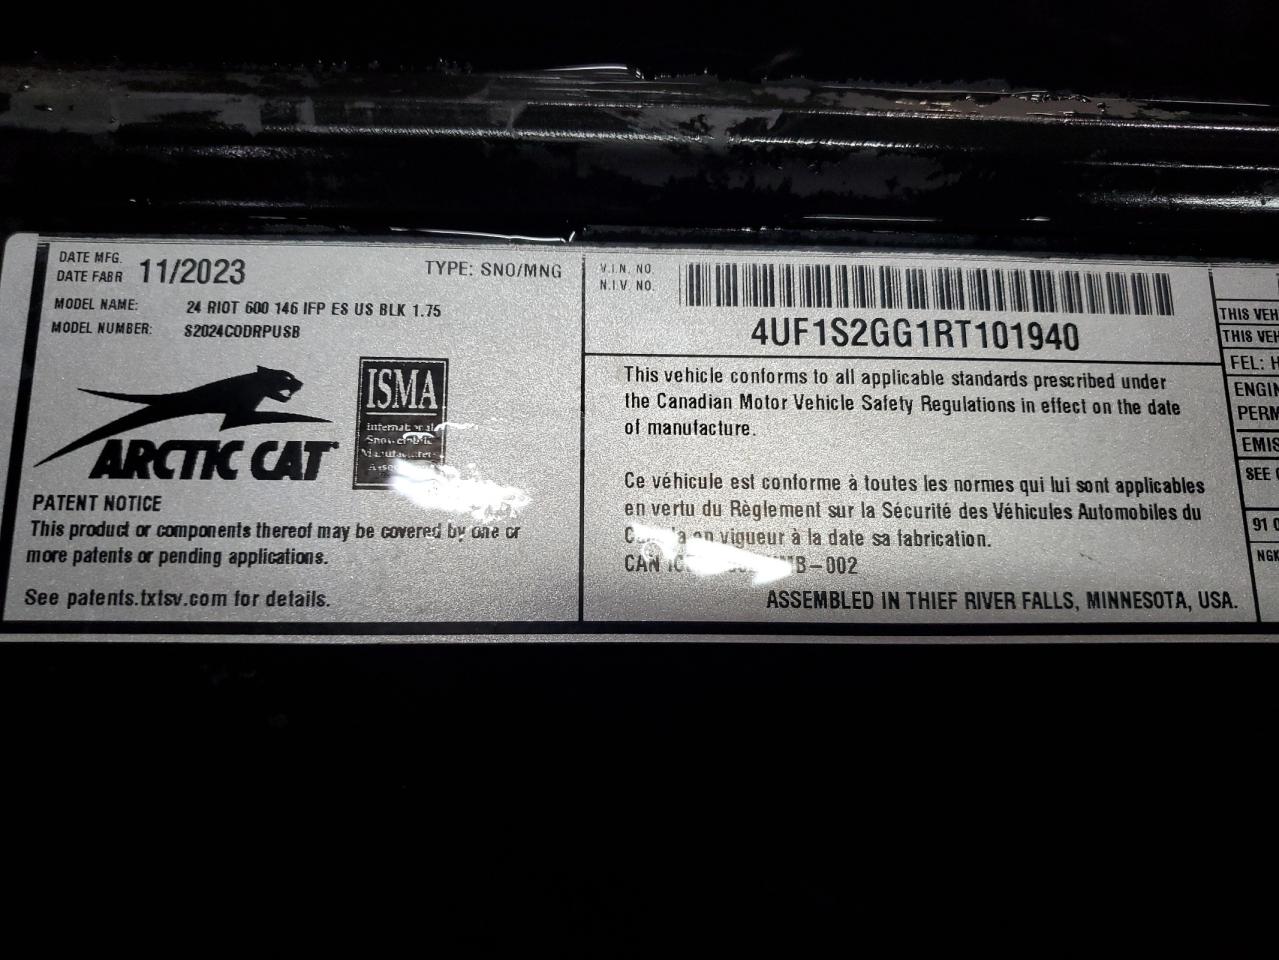 DATE MFG.
DATE FABR 11/2023
TYPE: SNO/MNG
MODEL NAME: 24 RIOT 600 146 IFP ES US BLK 1.75
MODEL NUMBER: S2024CODRPUSB
ARCTIC CAT
ISMA
International
Snowmobile
Manufacturers
PATENT NOTICE
This product or components thereof may be covered by one or
more patents or pending applications.
See patents.txtsv.com for details.
V.I.N. NO.
N.I.V. NO.
4UF1S2GG1RT101940
This vehicle conforms to all applicable standards prescribed under
the Canadian Motor Vehicle Safety Regulations in effect on the date
of manufacture.
Ce véhicule est conforme à toutes les normes qui lui sont applicables
en vertu du Règlement sur la Sécurité des Véhicules Automobiles du
en vigueur à la date sa fabrication.
CAN B-002
ASSEMBLED IN THIEF RIVER FALLS, MINNESOTA, USA.
THIS VEH
THIS VEH
FEL: H
ENGIN
PERM
EMIS
SEE
91
NGK